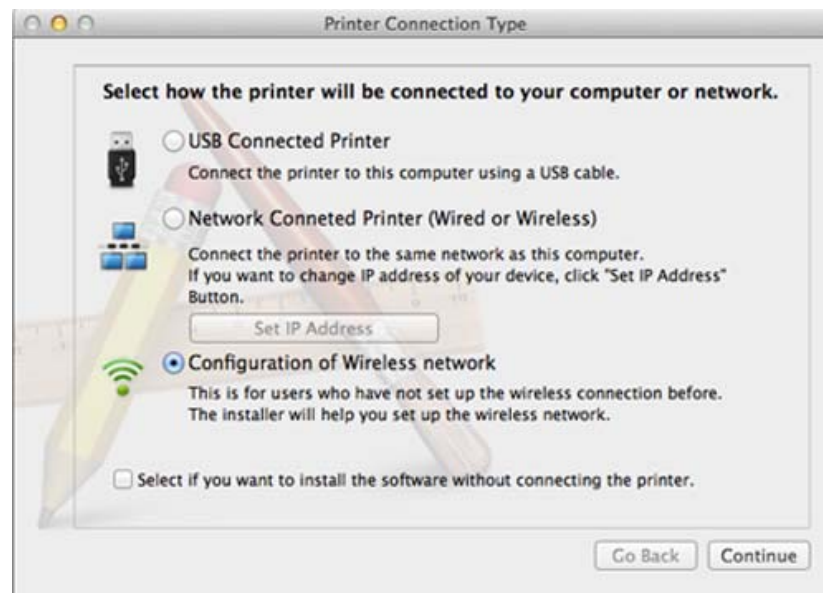 Printer Connection Type
Select how the printer will be connected to your computer or network.
USB Connected Printer
Connect the printer to this computer using a USB cable.
Network Conneted Printer (Wired or Wireless)
Connect the printer to the same network as this computer.
If you want to change IP address of your device, click "Set IP Address"
Button.
Set IP Address
Configuration of Wireless network
This is for users who have not set up the wireless connection before.
The installer will help you set up the wireless network.
Select if you want to install the software without connecting the printer.
Go Back Continue